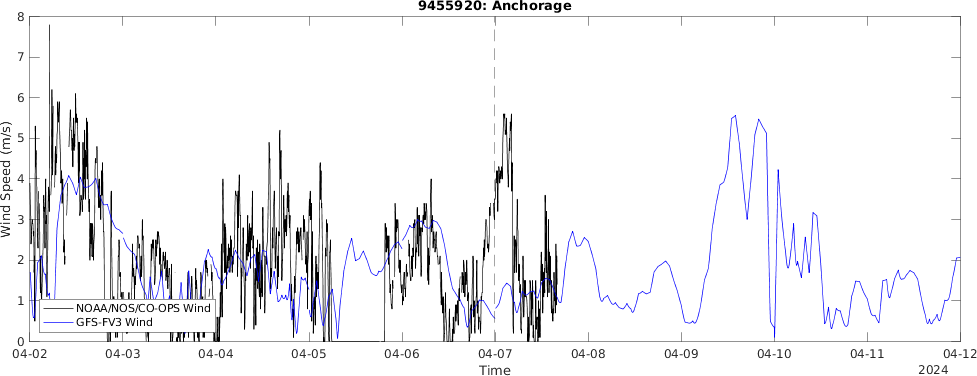 9455920: Anchorage
8
7
6
5
4
3
2
1
0
Wind Speed (m/s)
NOAA/NOS/CO-OPS Wind
GFS-FV3 Wind
04-02 04-03 04-04 04-05 04-06 04-07 04-08 04-09 04-10 04-11 04-12
Time
2024